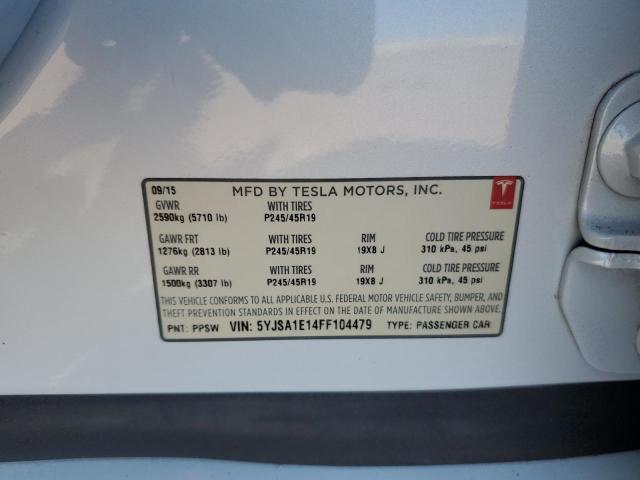 09/15 MFD BY TESLA MOTORS, INC.
TESLA
GVWR WITH TIRES
2590kg (5710 lb) P245/45R19
GAWR FRT WITH TIRES RIM COLD TIRE PRESSURE
1276kg (2813 lb) P245/45R19 19X8 J 310 kPa, 45 psi
GAWR RR WITH TIRES RIM COLD TIRE PRESSURE
1500kg (3307 lb) P245/45R19 19X8 J 310 kPa, 45 psi
THIS VEHICLE CONFORMS TO ALL APPLICABLE U.S. FEDERAL MOTOR VEHICLE SAFETY, BUMPER, AND
THEFT PREVENTION STANDARDS IN EFFECT ON THE DATE OF MANUFACTURE SHOWN ABOVE.
PNT: PPSW VIN: 5YJSA1E14FF104479 TYPE: PASSENGER CAR